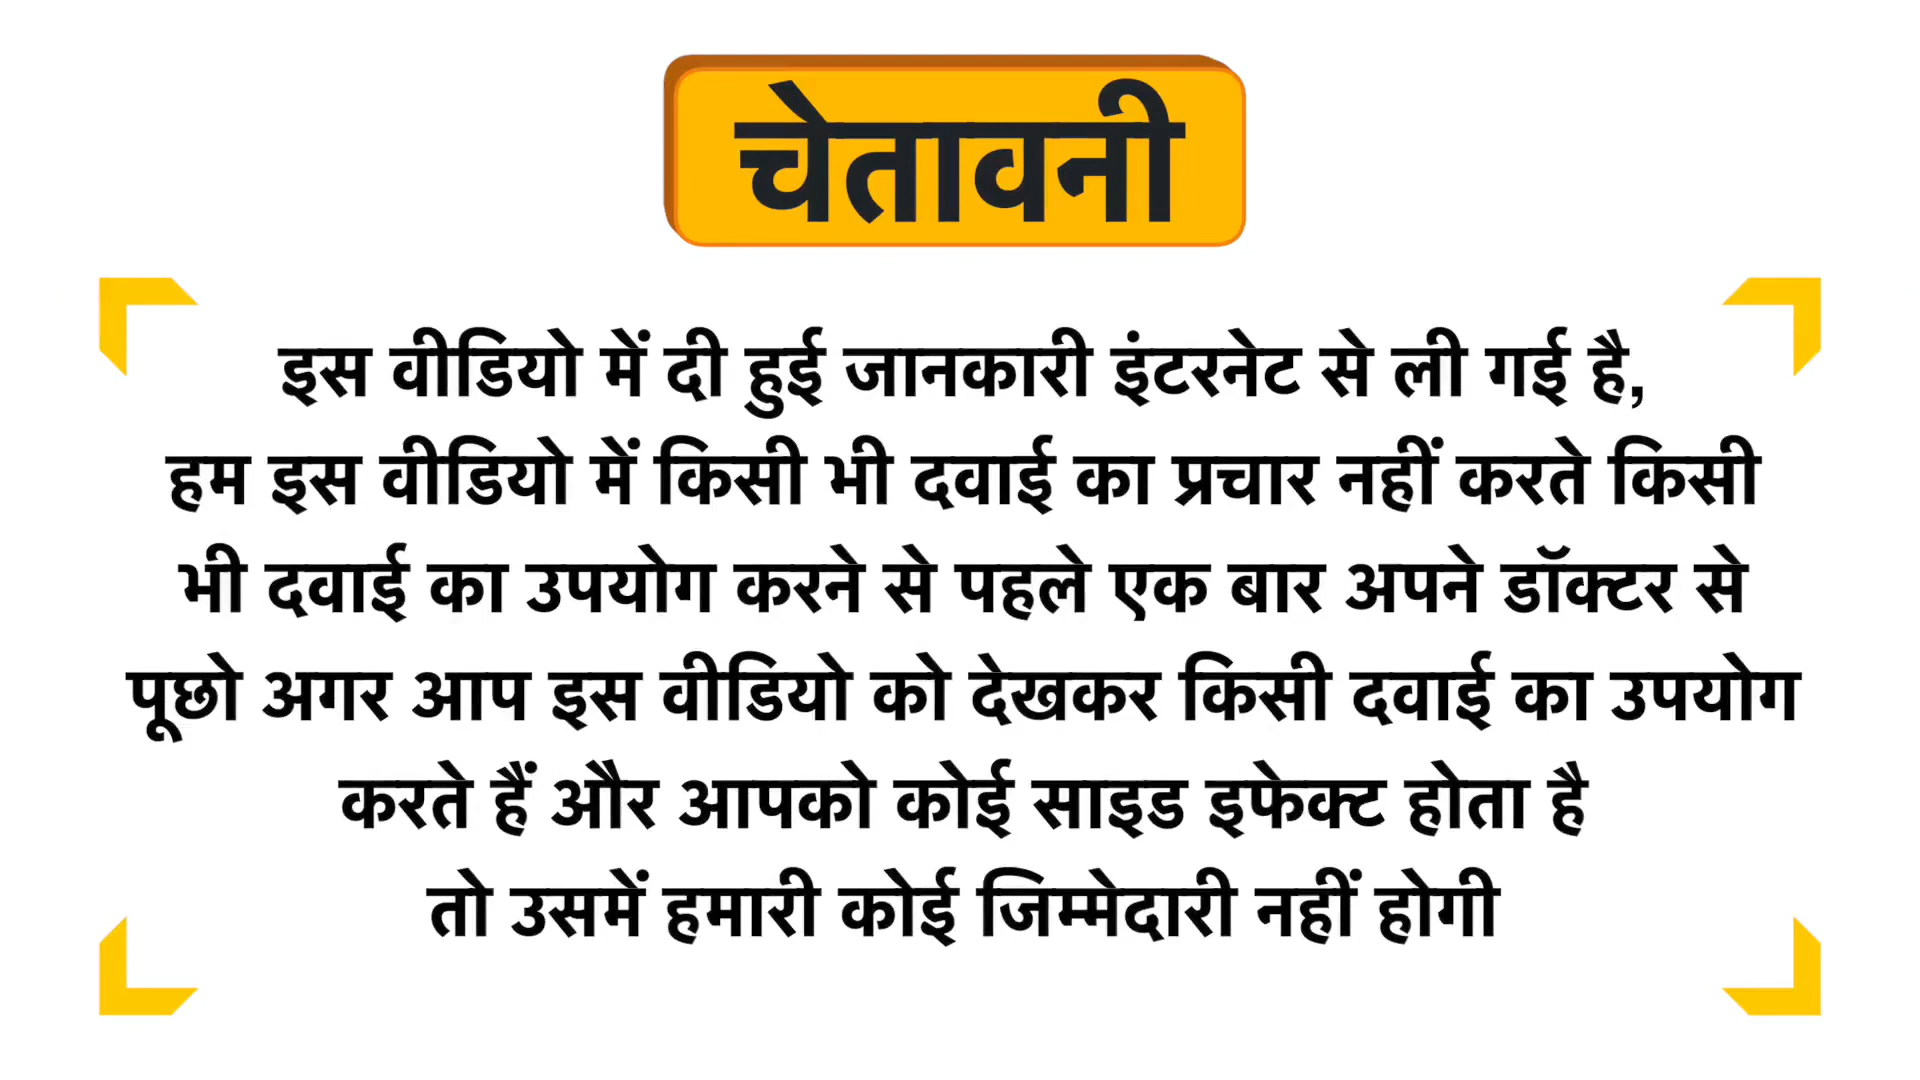 चेतावनी
इस वीडियो में दी हुई जानकारी इंटरनेट से ली गई है,
हम इस वीडियो में किसी भी दवाई का प्रचार नहीं करते किसी
भी दवाई का उपयोग करने से पहले एक बार अपने डॉक्टर से
पूछो अगर आप इस वीडियो को देखकर किसी दवाई का उपयोग
करते हैं और आपको कोई साइड इफेक्ट होता है
तो उसमें हमारी कोई जिम्मेदारी नहीं होगी